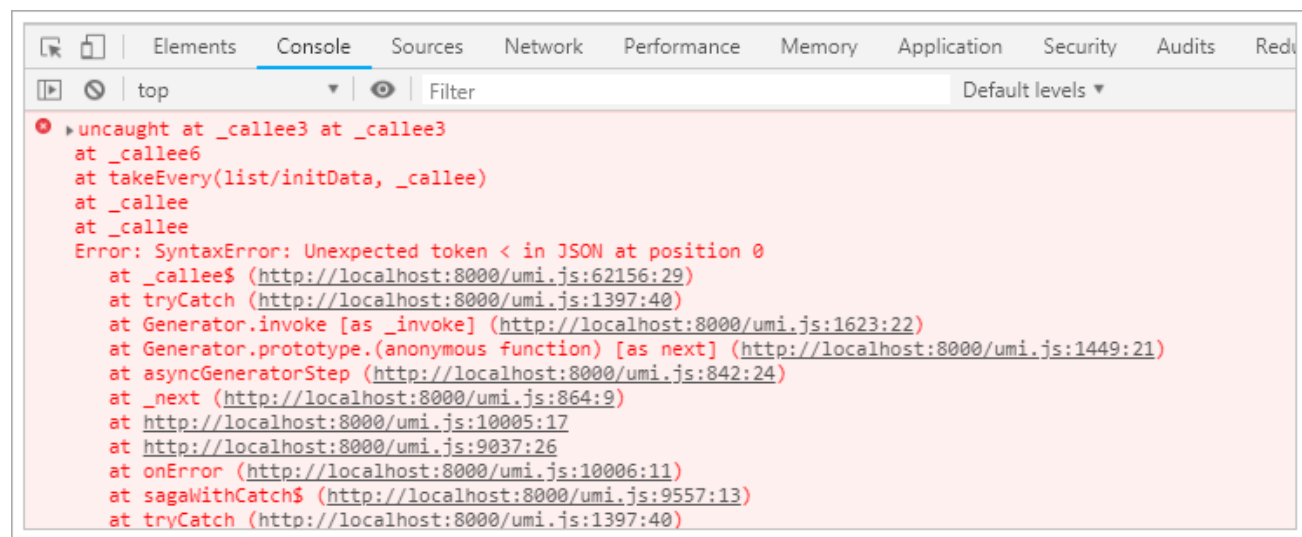 Elements Console Sources Network Performance Memory Application Security Audits Redu
top Filter Default levels
uncaught at _callee3 at _callee3
at _callee6
at takeEvery(list/initData, _callee)
at _callee
at _callee
Error: SyntaxError: Unexpected token < in JSON at position 0
at _callee$ (http://localhost:8000/umi.js:62156:29)
at tryCatch (http://localhost:8000/umi.js:1397:40)
at Generator.invoke [as _invoke] (http://localhost:8000/umi.js:1623:22)
at Generator.prototype.(anonymous function) [as next] (http://localhost:8000/umi.js:1449:21)
at asyncGeneratorStep (http://localhost:8000/umi.js:842:24)
at _next (http://localhost:8000/umi.js:864:9)
at http://localhost:8000/umi.js:10005:17
at http://localhost:8000/umi.js:9037:26
at onError (http://localhost:8000/umi.js:10006:11)
at sagaWithCatch$ (http://localhost:8000/umi.js:9557:13)
at tryCatch (http://localhost:8000/umi.js:1397:40)